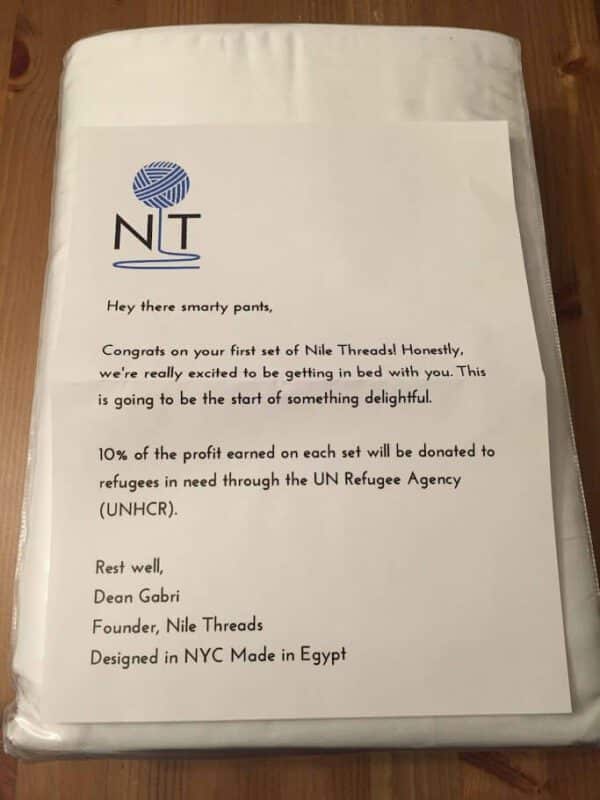 NT
Hey there smarty pants,
Congrats on your first set of Nile Threads! Honestly,
we're really excited to be getting in bed with you. This
is going to be the start of something delightful.
10% of the profit earned on each set will be donated to
refugees in need through the UN Refugee Agency
(UNHCR).
Rest well,
Dean Gabri
Founder, Nile Threads
Designed in NYC Made in Egypt